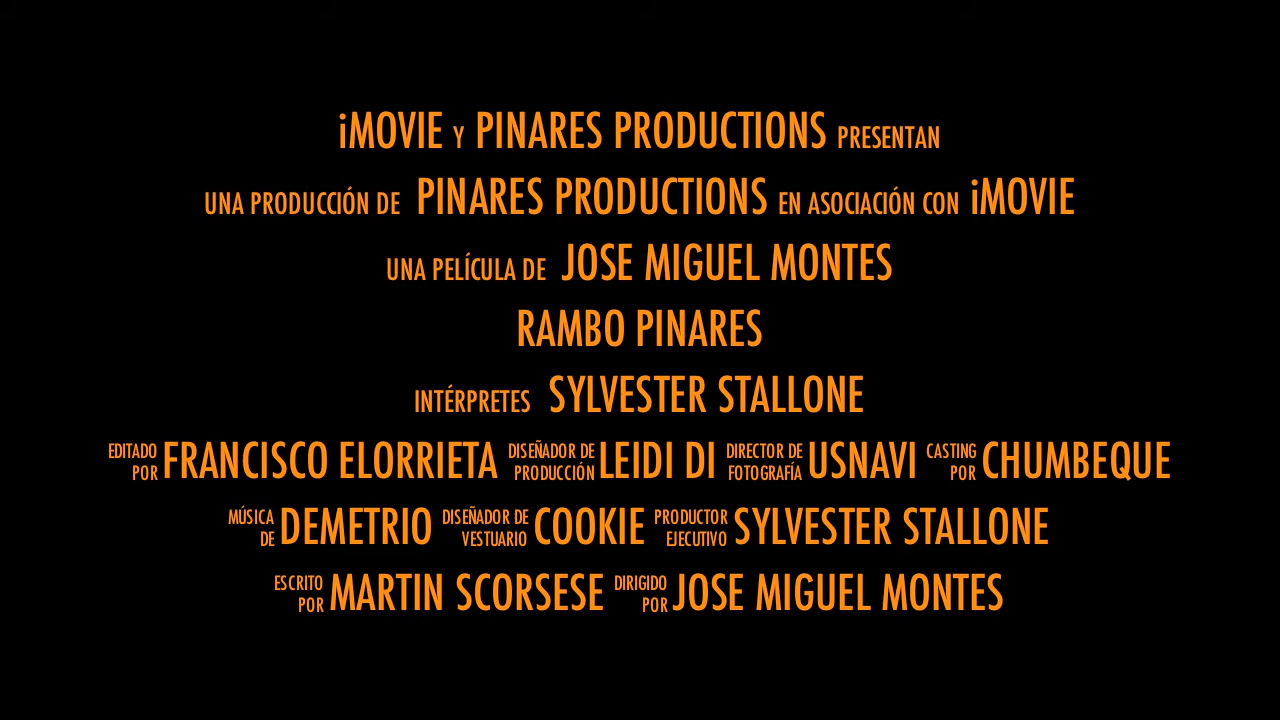 iMOVIE Y PINARES PRODUCTIONS PRESENTAN
UNA PRODUCCIÓN DE PINARES PRODUCTIONS EN ASOCIACIÓN CON iMOVIE
UNA PELÍCULA DE JOSE MIGUEL MONTES
RAMBO PINARES
INTÉRPRETES SYLVESTER STALLONE
EDITADO POR FRANCISCO ELORRIETA DISEÑADOR DE PRODUCCIÓN LEIDI DI DIRECTOR DE FOTOGRAFÍA USNAVI CASTING POR CHUMBEQUE
MÚSICA DE DEMETRIO DISEÑADOR DE VESTUARIO COOKIE PRODUCTOR EJECUTIVO SYLVESTER STALLONE
ESCRITO POR MARTIN SCORSESE DIRIGIDO POR JOSE MIGUEL MONTES